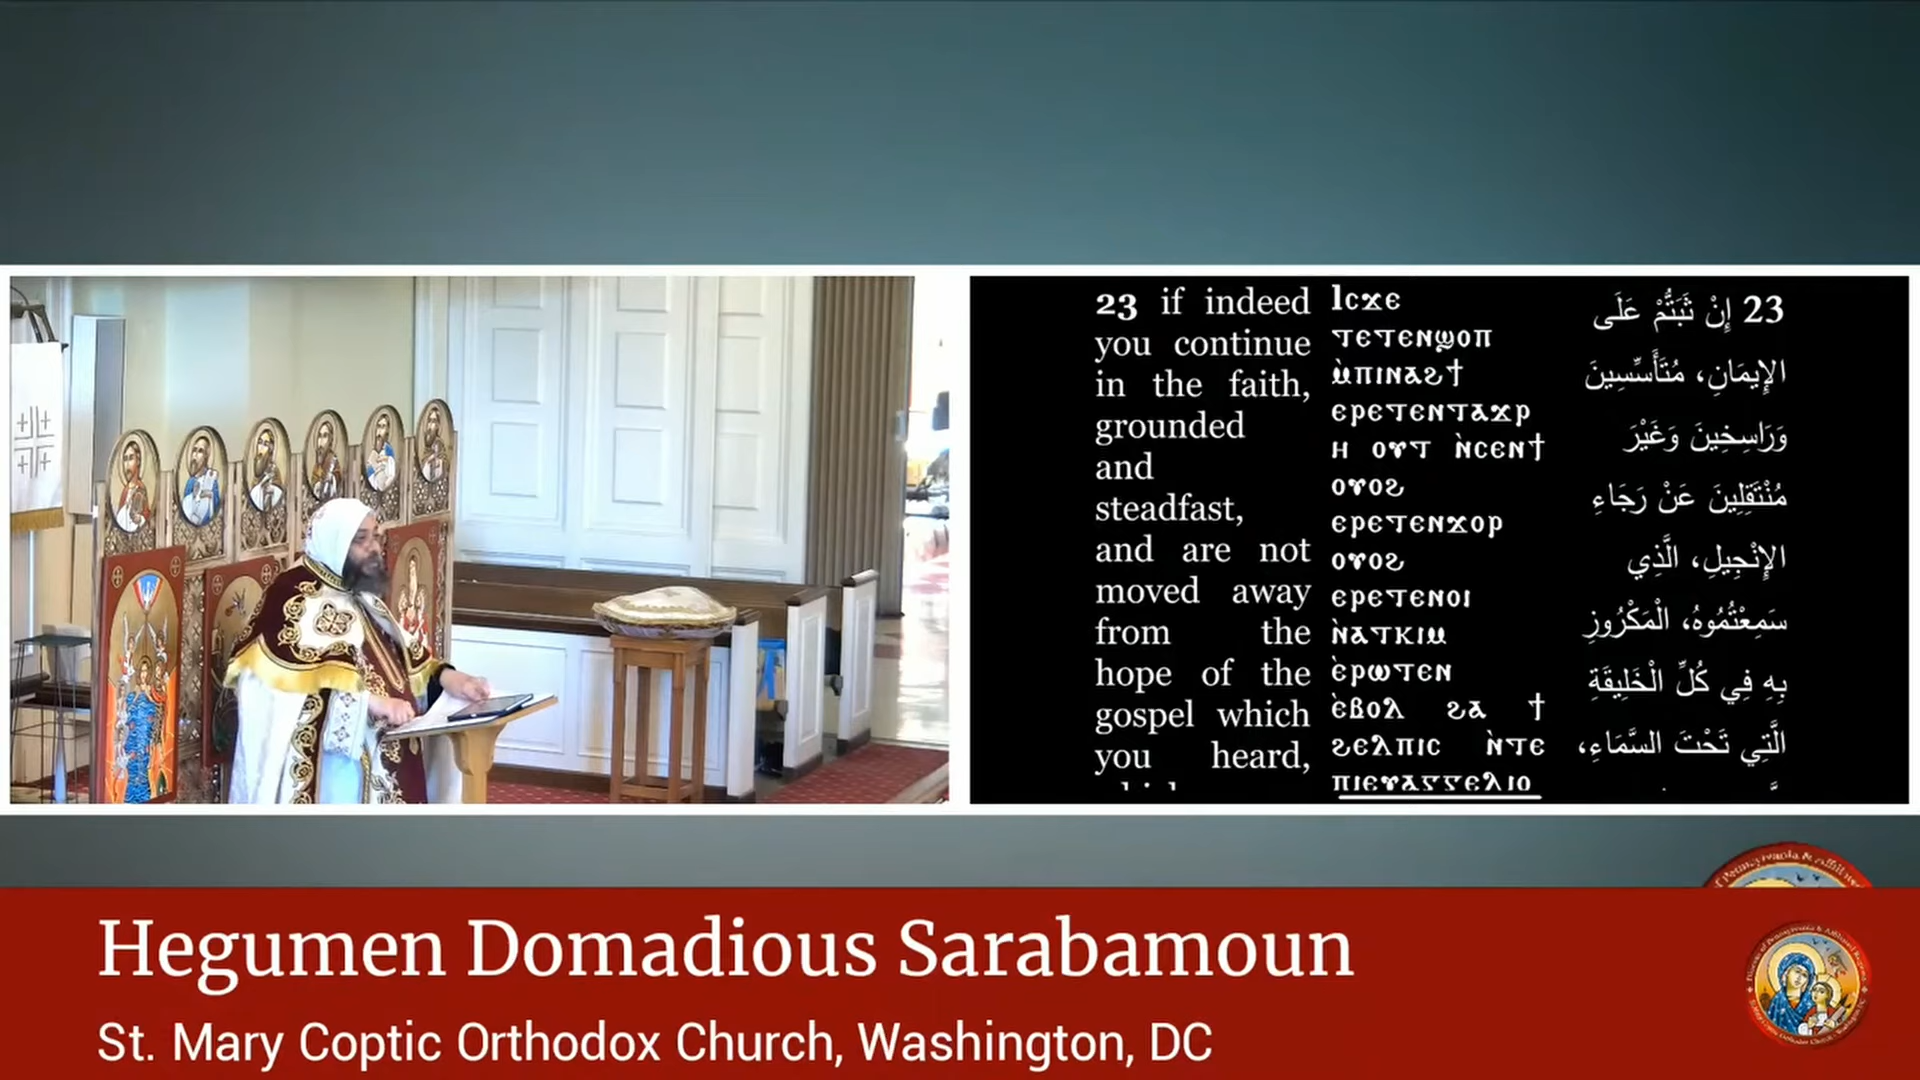 23 if indeed
you continue
in the faith,
grounded
and
steadfast,
and are not
moved away
from the
hope of the
gospel which
you heard,
Ⲓⲥϫⲉ
ⲧⲉⲧⲉⲛϣⲟⲡ
ⲙ̀ⲡⲓⲛⲁϩϯ
ⲉⲣⲉⲧⲉⲛⲧⲁϫⲣ
ⲏ ⲟⲩⲧ ⲛ̀ⲥⲉⲛϯ
ⲟⲩⲟϩ
ⲉⲣⲉⲧⲉⲛϫⲟⲣ
ⲟⲩⲟϩ
ⲉⲣⲉⲧⲉⲛⲟⲓ
ⲛ̀ⲁⲧⲕⲓⲙ
ⲉ̀ⲣⲱⲧⲉⲛ
ⲉ̀ⲃⲟⲗ ϩⲁ ϯ
ϩⲉⲗⲡⲓⲥ ⲛ̀ⲧⲉ
ⲡⲓⲉⲩⲁⲅⲅⲉⲗⲓⲟ
23 إِنْ ثَبَتُّمْ عَلَى
الإِيمَانِ، مُتَأَسِّسِينَ
وَرَاسِخِينَ وَغَيْرَ
مُنْتَقِلِينَ عَنْ رَجَاءِ
الإِنْجِيلِ، الَّذِي
سَمِعْتُمُوهُ، الْمَكْرُوزِ
بِهِ فِي كُلِّ الْخَلِيقَةِ
الَّتِي تَحْتَ السَّمَاءِ،
Hegumen Domadious Sarabamoun
St. Mary Coptic Orthodox Church, Washington, DC